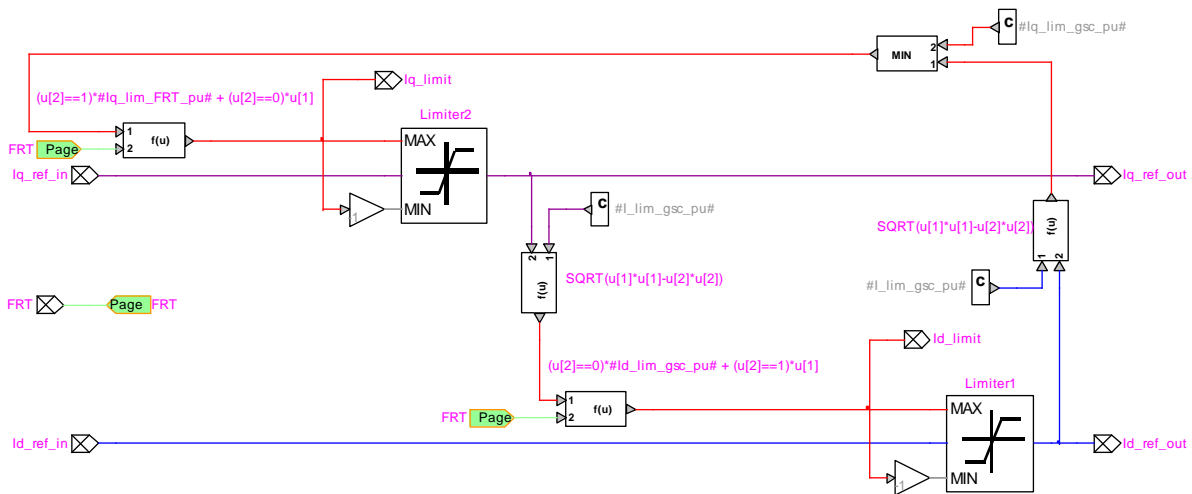 C
#Iq_lim_gsc_pu#
MIN
2
1
Iq_limit
(u[2]==1)*#Iq_lim_FRT_pu# + (u[2]==0)*u[1]
Limiter2
1
2
f(u)
MAX
FRT
Page
Iq_ref_in
Iq_ref_out
MIN
-1
C
#I_lim_gsc_pu#
SQRT(u[1]*u[1]-u[2]*u[2])
f(u)
1
2
2
1
f(u)
SQRT(u[1]*u[1]-u[2]*u[2])
#I_lim_gsc_pu#
C
FRT
Page
FRT
Id_limit
(u[2]==0)*#Id_lim_gsc_pu# + (u[2]==1)*u[1]
Limiter1
1
2
f(u)
MAX
FRT
Page
Id_ref_in
Id_ref_out
MIN
-1